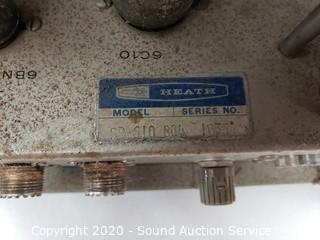 6BN
6C10
HEATH
MODEL SERIES NO.
Copyright © 2020 - Sound Auction Service